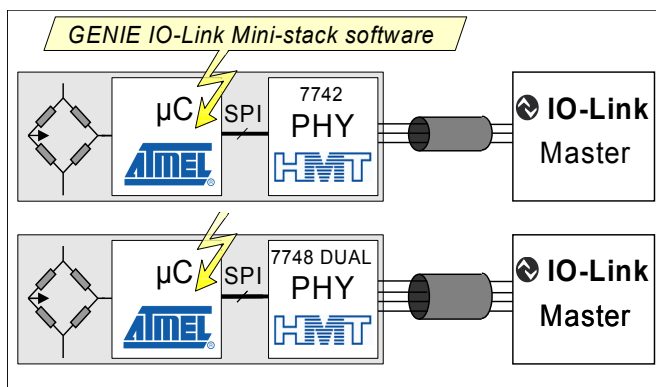 GENIE IO-Link Mini-stack software
µC
SPI
7742
PHY
ATMEL
®
HMT
IO-Link
Master
µC
SPI
7748 DUAL
PHY
ATMEL
®
HMT
IO-Link
Master